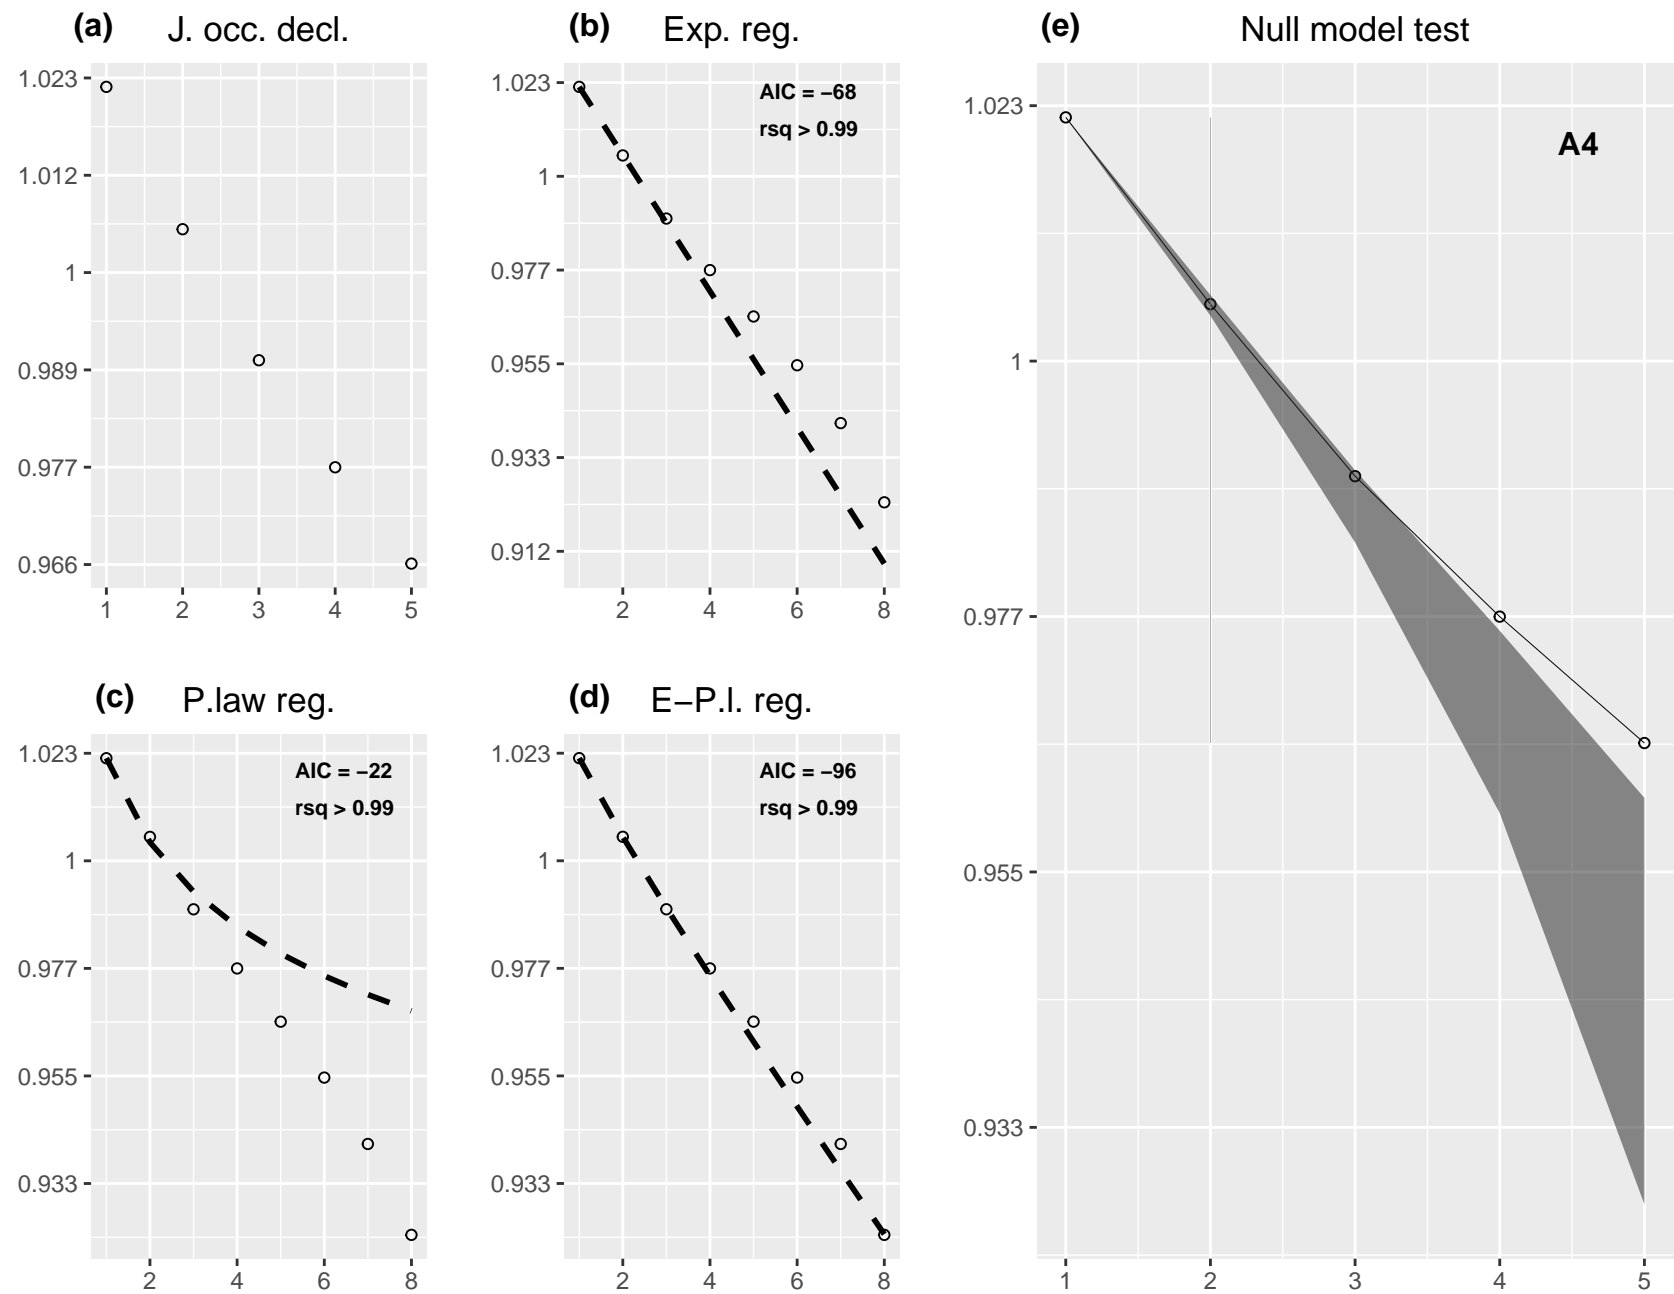 (a) J. occ. decl.
1.023
1.012
1
0.989
0.977
0.966
1 2 3 4 5
(b) Exp. reg.
AIC = −68
rsq > 0.99
1.023
1
0.977
0.955
0.933
0.912
2 4 6 8
(c) P.law reg.
AIC = −22
rsq > 0.99
1.023
1
0.977
0.955
0.933
2 4 6 8
(d) E−P.l. reg.
AIC = −96
rsq > 0.99
1.023
1
0.977
0.955
0.933
2 4 6 8
(e) Null model test
A4
1.023
1
0.977
0.955
0.933
1 2 3 4 5